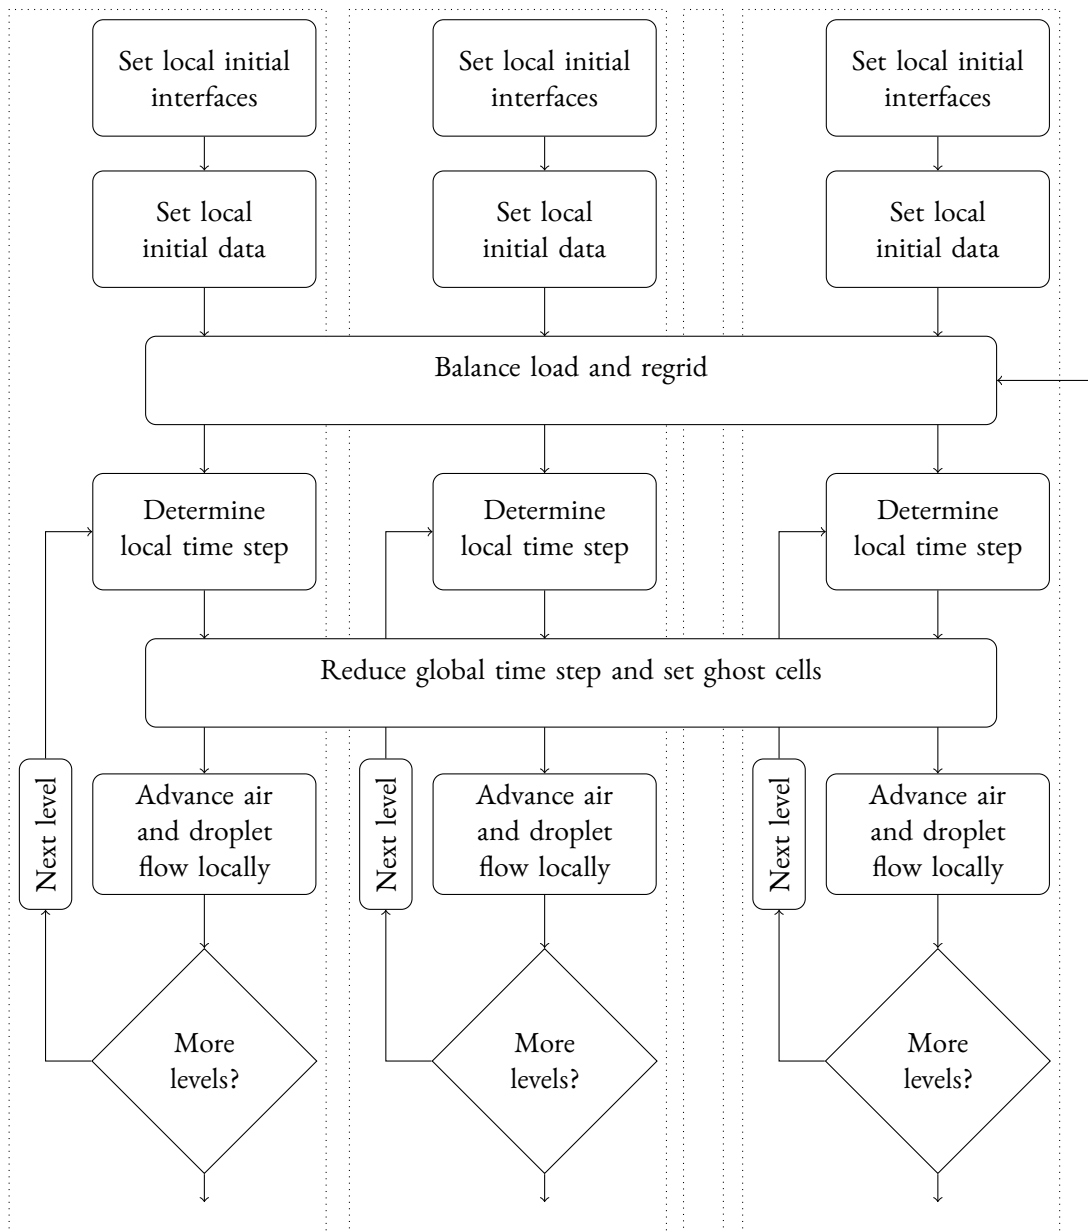 Set local initial
interfaces
Set local initial
interfaces
Set local initial
interfaces
Set local
initial data
Set local
initial data
Set local
initial data
Balance load and regrid
Determine
local time step
Determine
local time step
Determine
local time step
Reduce global time step and set ghost cells
Next level
Advance air
and droplet
flow locally
Next level
Advance air
and droplet
flow locally
Next level
Advance air
and droplet
flow locally
More
levels?
More
levels?
More
levels?